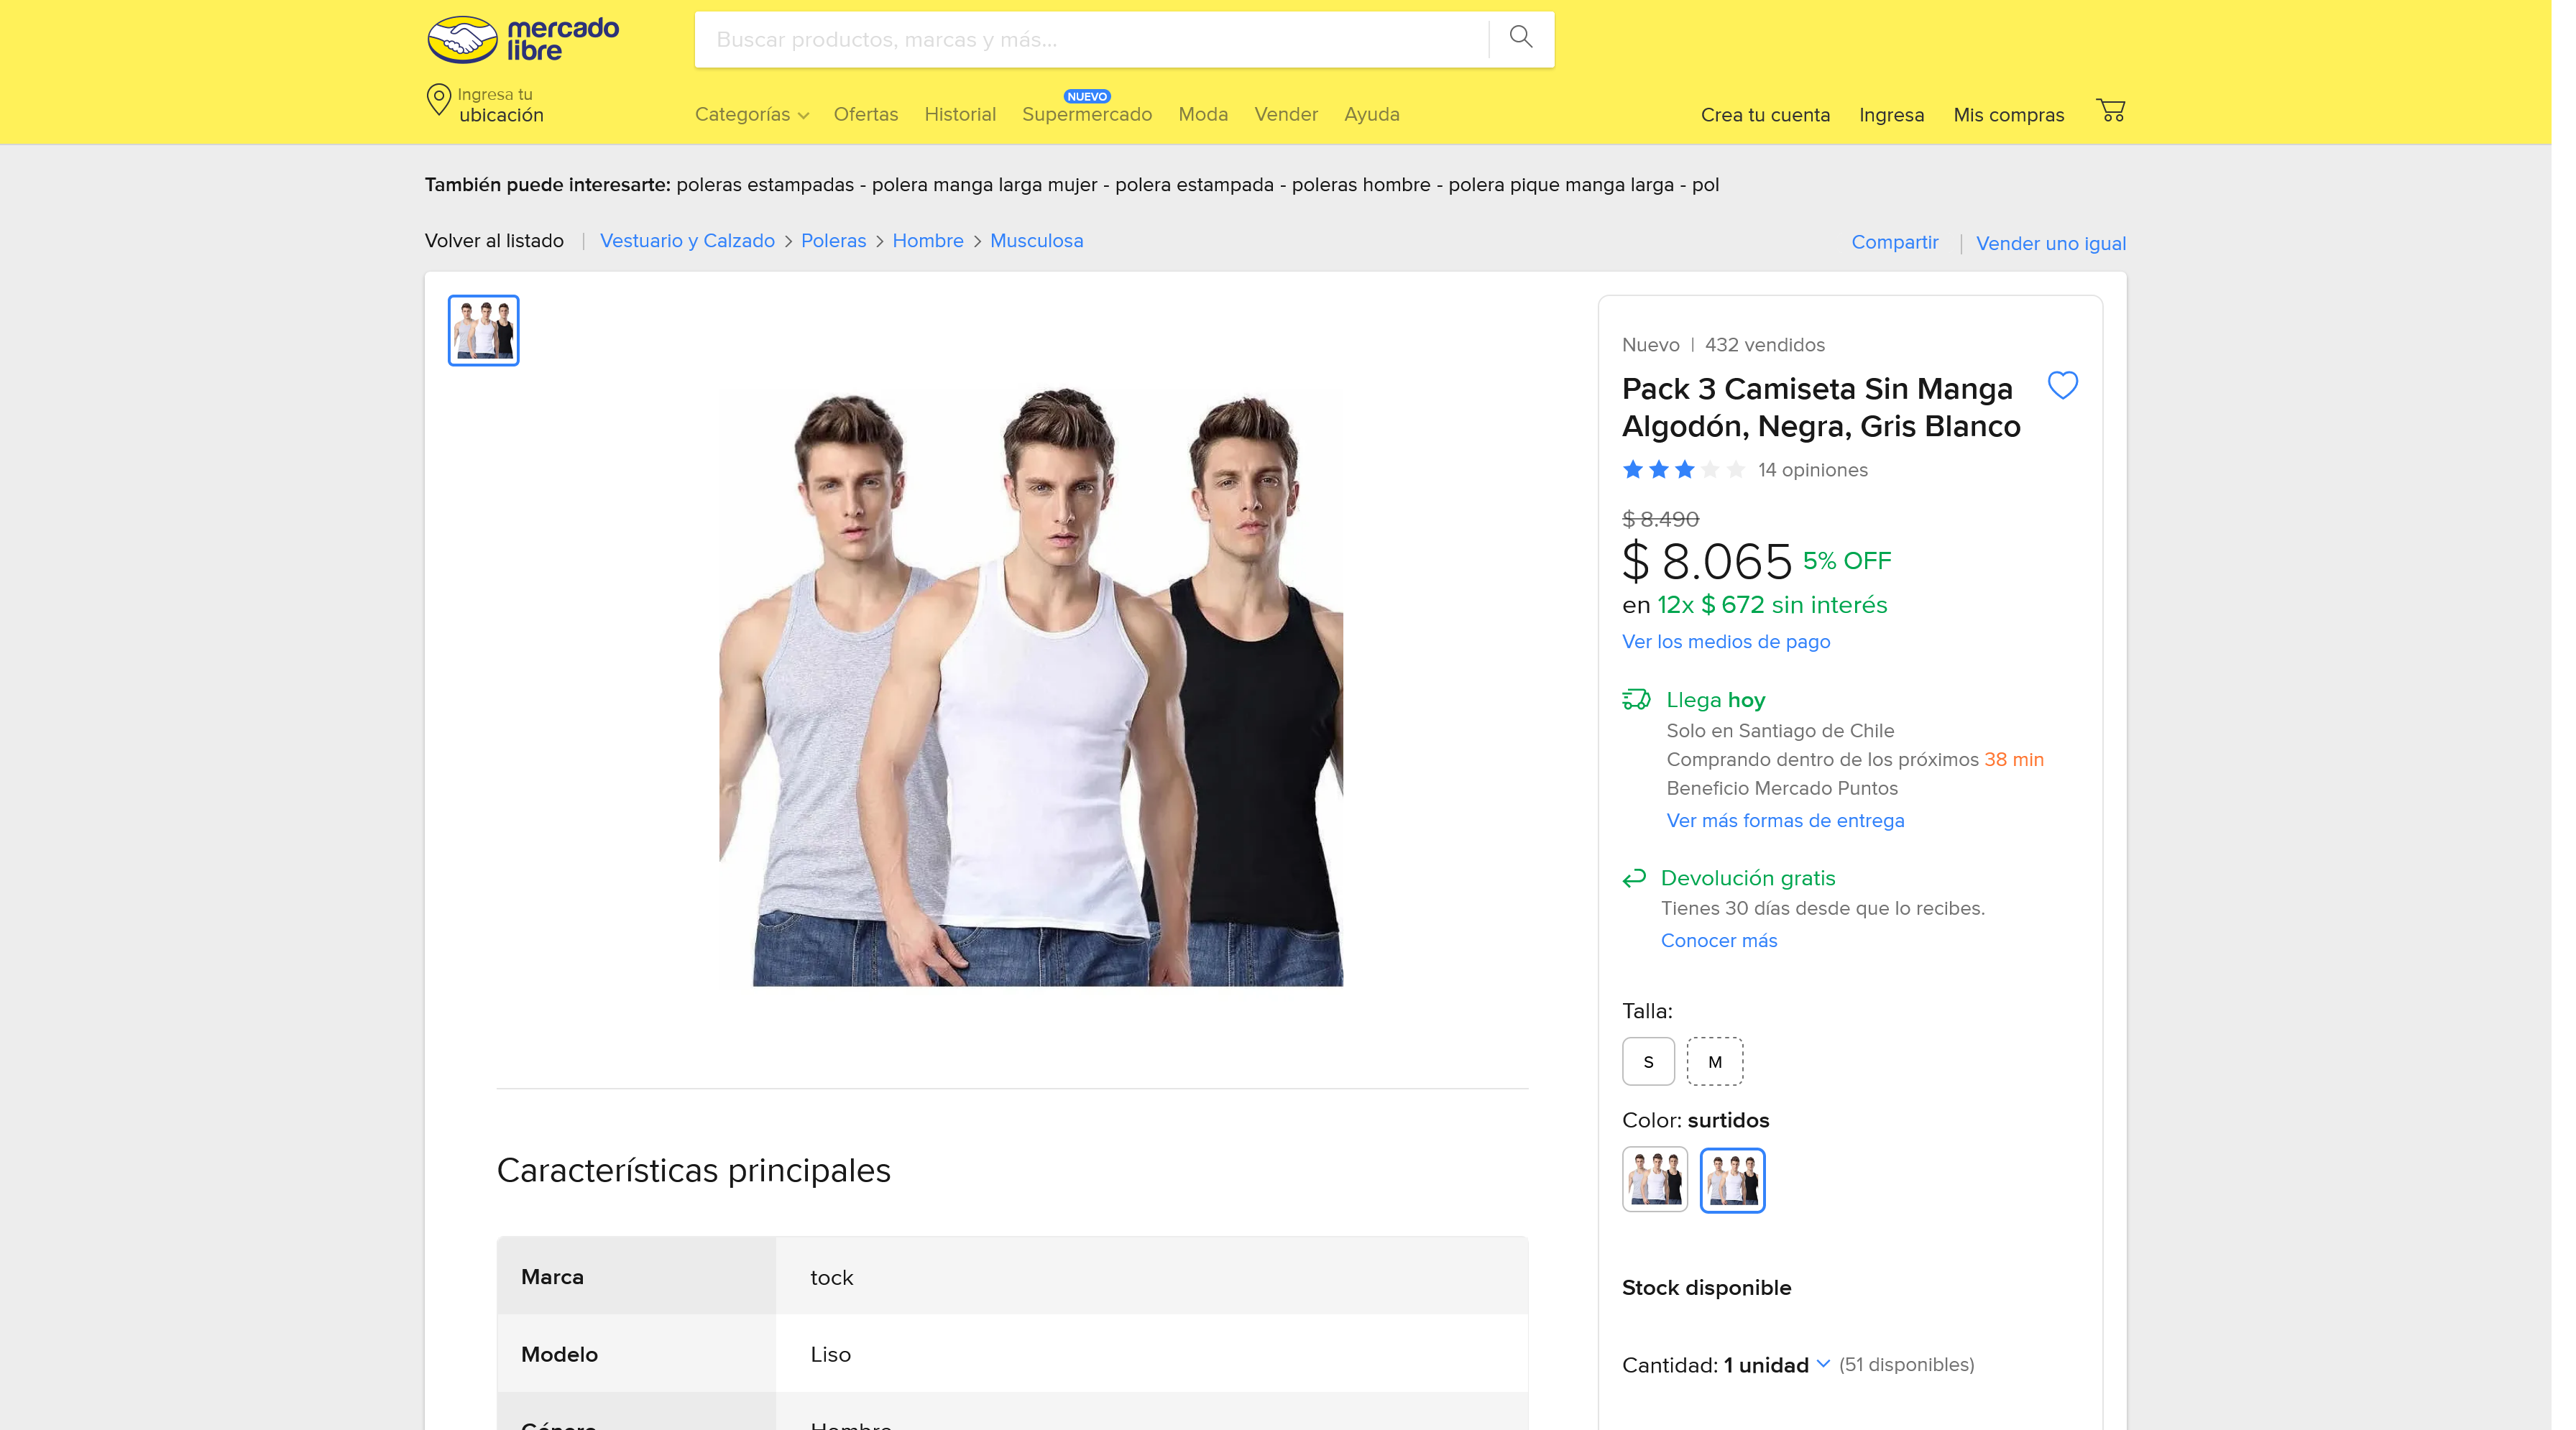 mercado
libre
Buscar productos, marcas y más...
Ingresa tu
ubicación
Categorías
Ofertas
Historial
NUEVO
Supermercado
Moda
Vender
Ayuda
Crea tu cuenta
Ingresa
Mis compras
También puede interesarte: poleras estampadas - polera manga larga mujer - polera estampada - poleras hombre - polera pique manga larga - pol
Volver al listado | Vestuario y Calzado > Poleras > Hombre > Musculosa
Compartir | Vender uno igual
Nuevo | 432 vendidos
Pack 3 Camiseta Sin Manga
Algodón, Negra, Gris Blanco
14 opiniones
$ 8.490
$ 8.065 5% OFF
en 12x $ 672 sin interés
Ver los medios de pago
Llega hoy
Solo en Santiago de Chile
Comprando dentro de los próximos 38 min
Beneficio Mercado Puntos
Ver más formas de entrega
Devolución gratis
Tienes 30 días desde que lo recibes.
Conocer más
Talla:
S
M
Color: surtidos
Stock disponible
Cantidad: 1 unidad (51 disponibles)
Características principales
Marca tock
Modelo Liso
Género Hombre